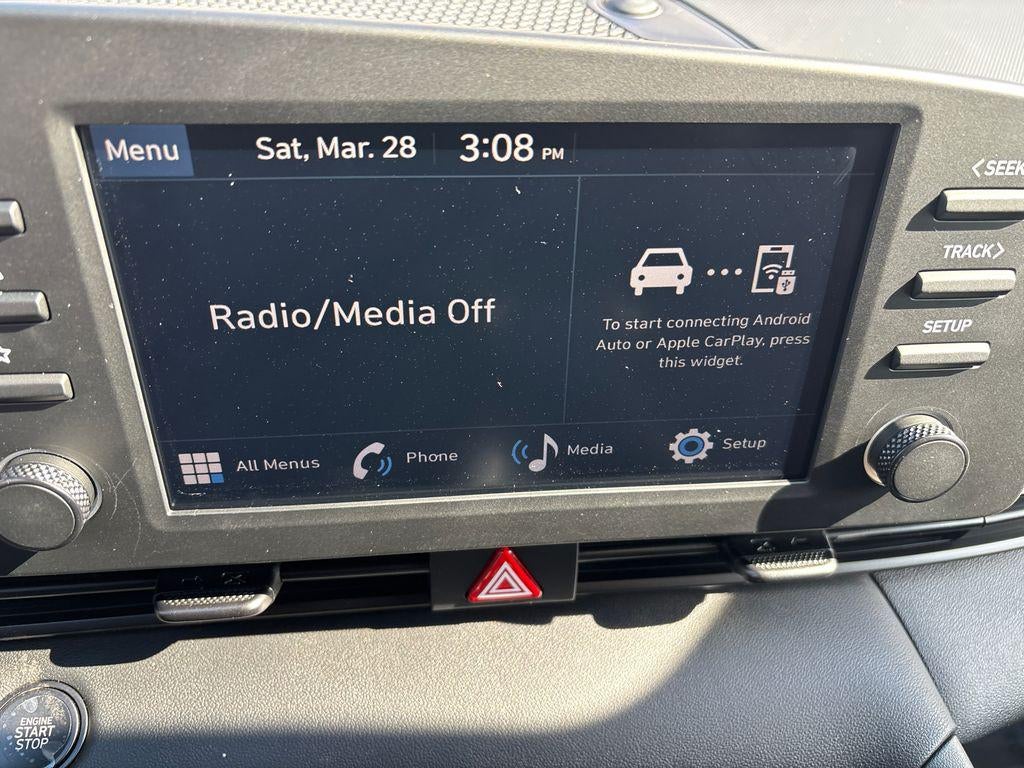 Menu
Sat, Mar. 28
3:08 PM
Radio/Media Off
To start connecting Android
Auto or Apple CarPlay, press
this widget.
All Menus
Phone
Media
Setup
<SEEK
TRACK>
SETUP
ENGINE
START
STOP